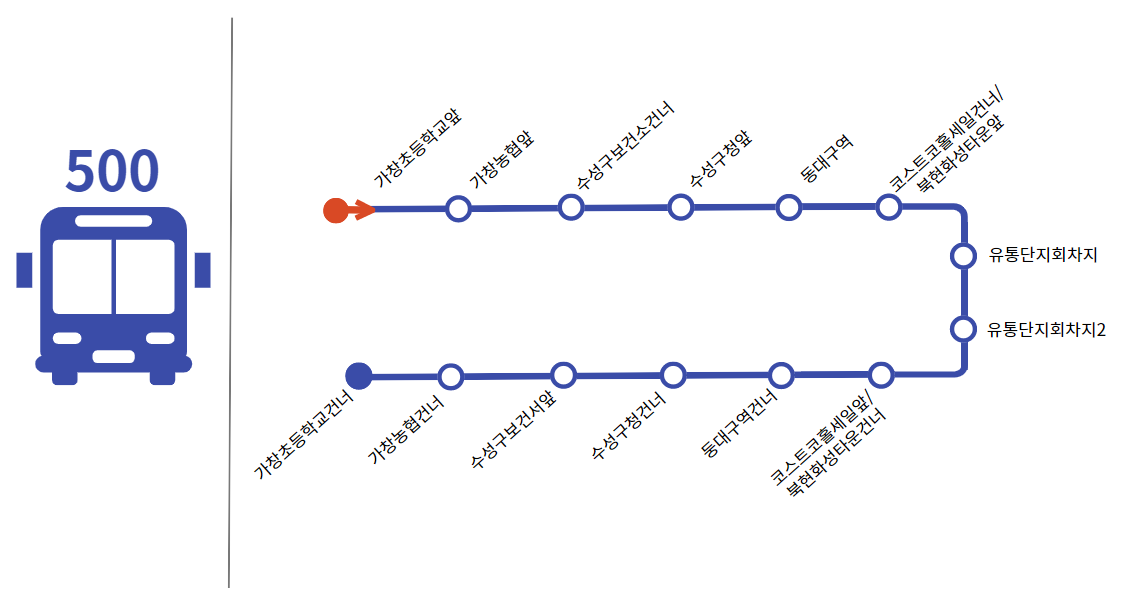 500
가창초등학교앞
가창농협앞
수성구보건소건너
수성구청앞
동대구역
코스트코홀세일건너/
북현화성타운앞
유통단지회차지
유통단지회차지2
가창초등학교건너
가창농협건너
수성구보건서앞
수성구청건너
동대구역건너
코스트코홀세일앞/
북현화성타운건너